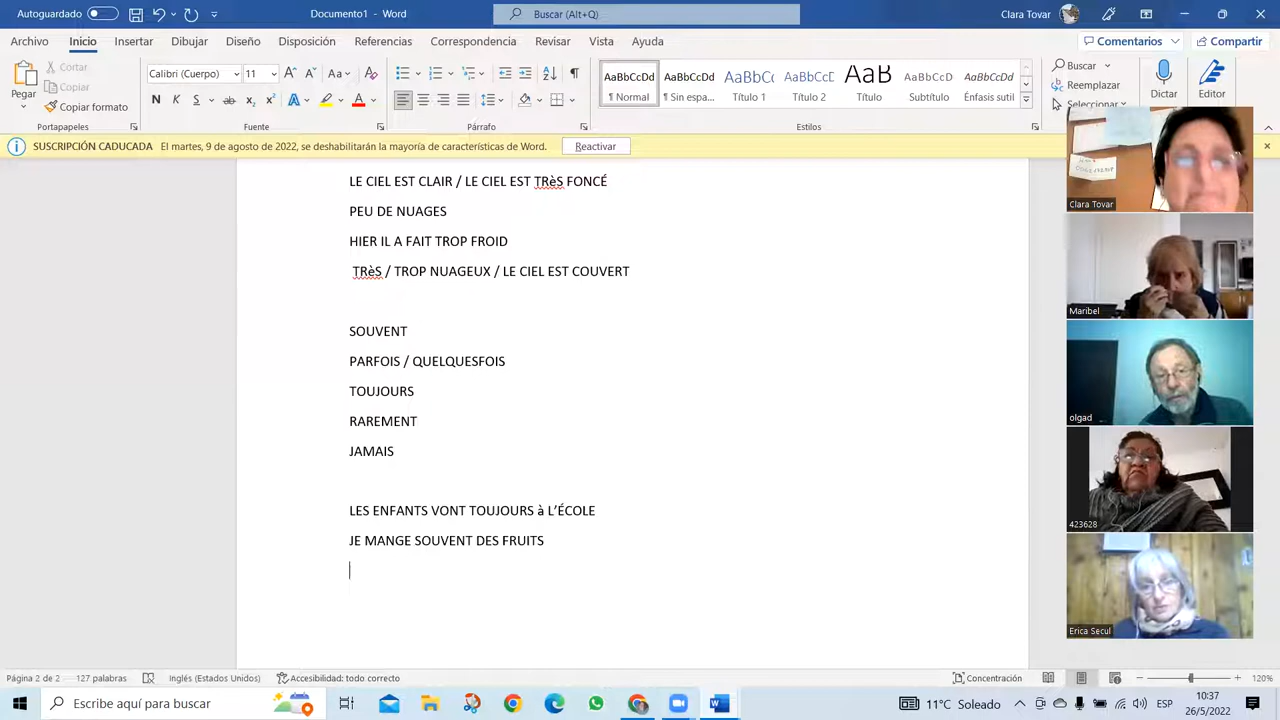 Buscar (Alt+Q)
Clara Tovar
Archivo Inicio Insertar Dibujar Diseño Disposición Referencias Correspondencia Revisar Vista Ayuda
Comentarios Compartir
Pegar
Cortar
Copiar
Copiar formato
Portapapeles
Calibri (Cuerpo) 11
Fuente
Párrafo
AaBbCcDd AaBbCcDd AaBbCc AaBbCcE AaB AaBbCcD AaBbCcDd
¶ Normal ¶ Sin espa... Título 1 Título 2 Título Subtítulo Énfasis sutil
Estilos
Buscar
Reemplazar
Seleccionar
Dictar
Editor
SUSCRIPCIÓN CADUCADA El martes, 9 de agosto de 2022, se deshabilitarán la mayoría de características de Word. Reactivar
LE CIEL EST CLAIR / LE CIEL EST TRèS FONCÉ
PEU DE NUAGES
HIER IL A FAIT TROP FROID
TRèS / TROP NUAGEUX / LE CIEL EST COUVERT
SOUVENT
PARFOIS / QUELQUESFOIS
TOUJOURS
RAREMENT
JAMAIS
LES ENFANTS VONT TOUJOURS à L’ÉCOLE
JE MANGE SOUVENT DES FRUITS
Clara Tovar
Maribel
olgad
423628
Erica Secul
Página 2 de 2 127 palabras Inglés (Estados Unidos) Accesibilidad: todo correcto
Concentración 120%
Escribe aquí para buscar
11°C Soleado
ESP
10:37
26/5/2022